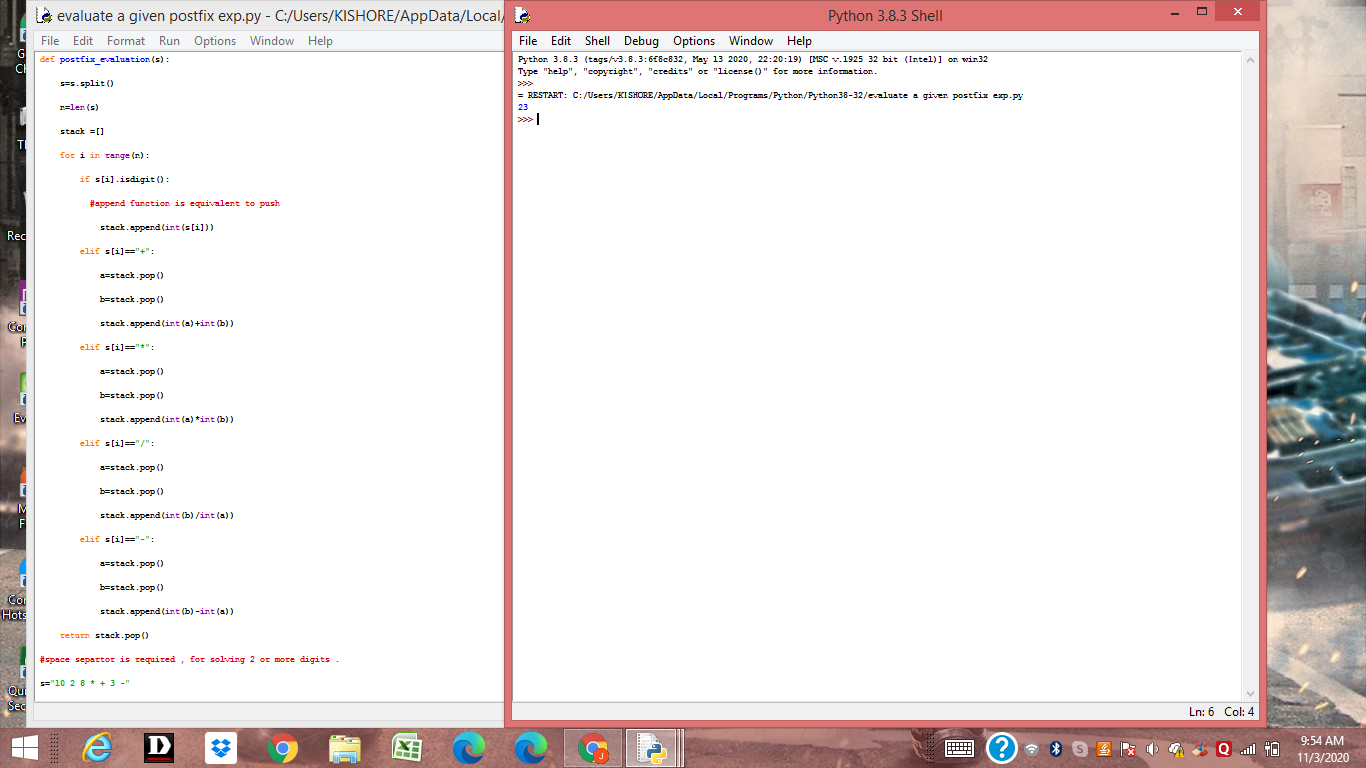 evaluate a given postfix exp.py - C:/Users/KISHORE/AppData/Local/
File Edit Format Run Options Window Help
def postfix_evaluation(s):
s=s.split()
n=len(s)
stack =[]
for i in range(n):
if s[i].isdigit():
#append function is equivalent to push
stack.append(int(s[i]))
elif s[i]=="+":
a=stack.pop()
b=stack.pop()
stack.append(int(a)+int(b))
elif s[i]=="*":
a=stack.pop()
b=stack.pop()
stack.append(int(a)*int(b))
elif s[i]=="/":
a=stack.pop()
b=stack.pop()
stack.append(int(b)/int(a))
elif s[i]=="-":
a=stack.pop()
b=stack.pop()
stack.append(int(b)-int(a))
return stack.pop()
#space separtor is required , for solving 2 or more digits .
s="10 2 8 * + 3 -"
Python 3.8.3 Shell
File Edit Shell Debug Options Window Help
Python 3.8.3 (tags/v3.8.3:6f8c832, May 13 2020, 22:20:19) [MSC v.1925 32 bit (Intel)] on win32
Type "help", "copyright", "credits" or "license()" for more information.
>>>
= RESTART: C:/Users/KISHORE/AppData/Local/Programs/Python/Python38-32/evaluate a given postfix exp.py
23
>>>
Ln: 6 Col: 4
9:54 AM
11/3/2020